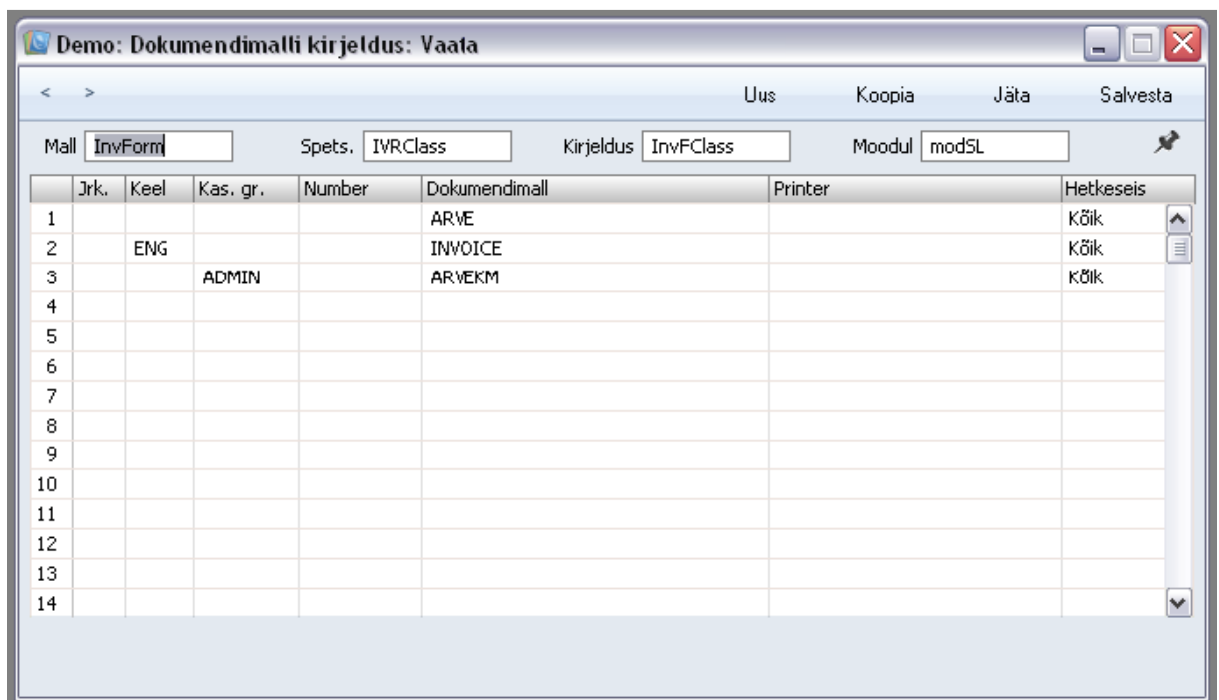 Demo: Dokumendimalli kirjeldus: Vaata
< > Uus Koopia Jäta Salvesta
Mall InvForm Spets. IVRClass Kirjeldus InvFClass Moodul modSL
Jrk. Keel Kas. gr. Number Dokumendimall Printer Hetkeseis
1 ARVE Kõik
2 ENG INVOICE Kõik
3 ADMIN ARVEKM Kõik
4
5
6
7
8
9
10
11
12
13
14